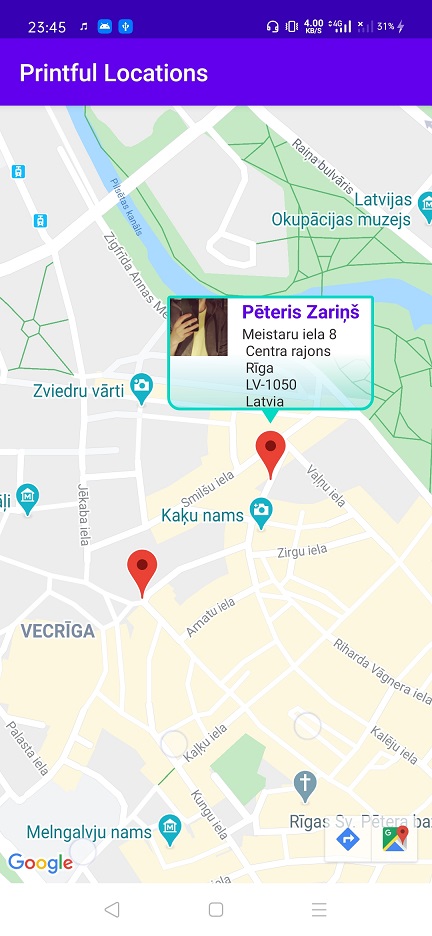 23:45
4.00
KB/S
4G
31%
Printful Locations
Raiņa bulvāris
Pilsētas kanāls
Latvijas
Okupācijas muzejs
Zigfrīda Annas Me
Pēteris Zariņš
Meistaru iela 8
Centra rajons
Rīga
LV-1050
Latvia
Zviedru vārti
Smilšu iela
Vaļņu iela
Jēkaba iela
Kaķu nams
Zirgu iela
Amatu iela
VECRĪGA
Riharda Vāgnera iela
Kaļķu iela
Kalēju iela
Palasta iela
Kungu iela
Rīgas Sv. Pētera baz
Melngalvju nams
Google